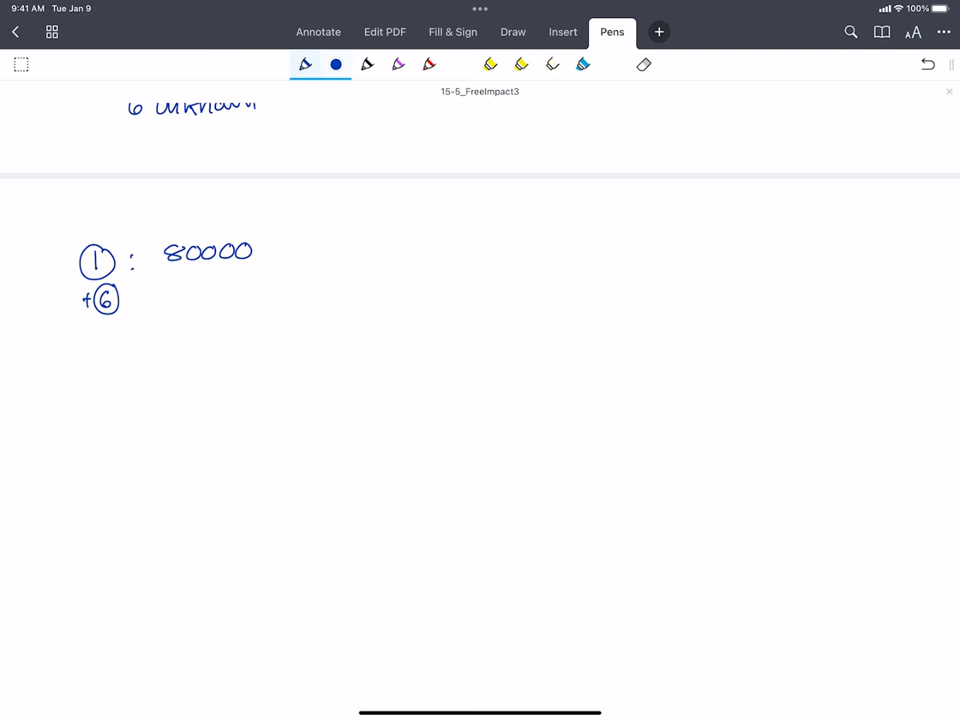 9:41 AM Tue Jan 9 100%
Annotate Edit PDF Fill & Sign Draw Insert Pens
AA
15-5_FreeImpact3
6 unknown
① : 80000
+⑥